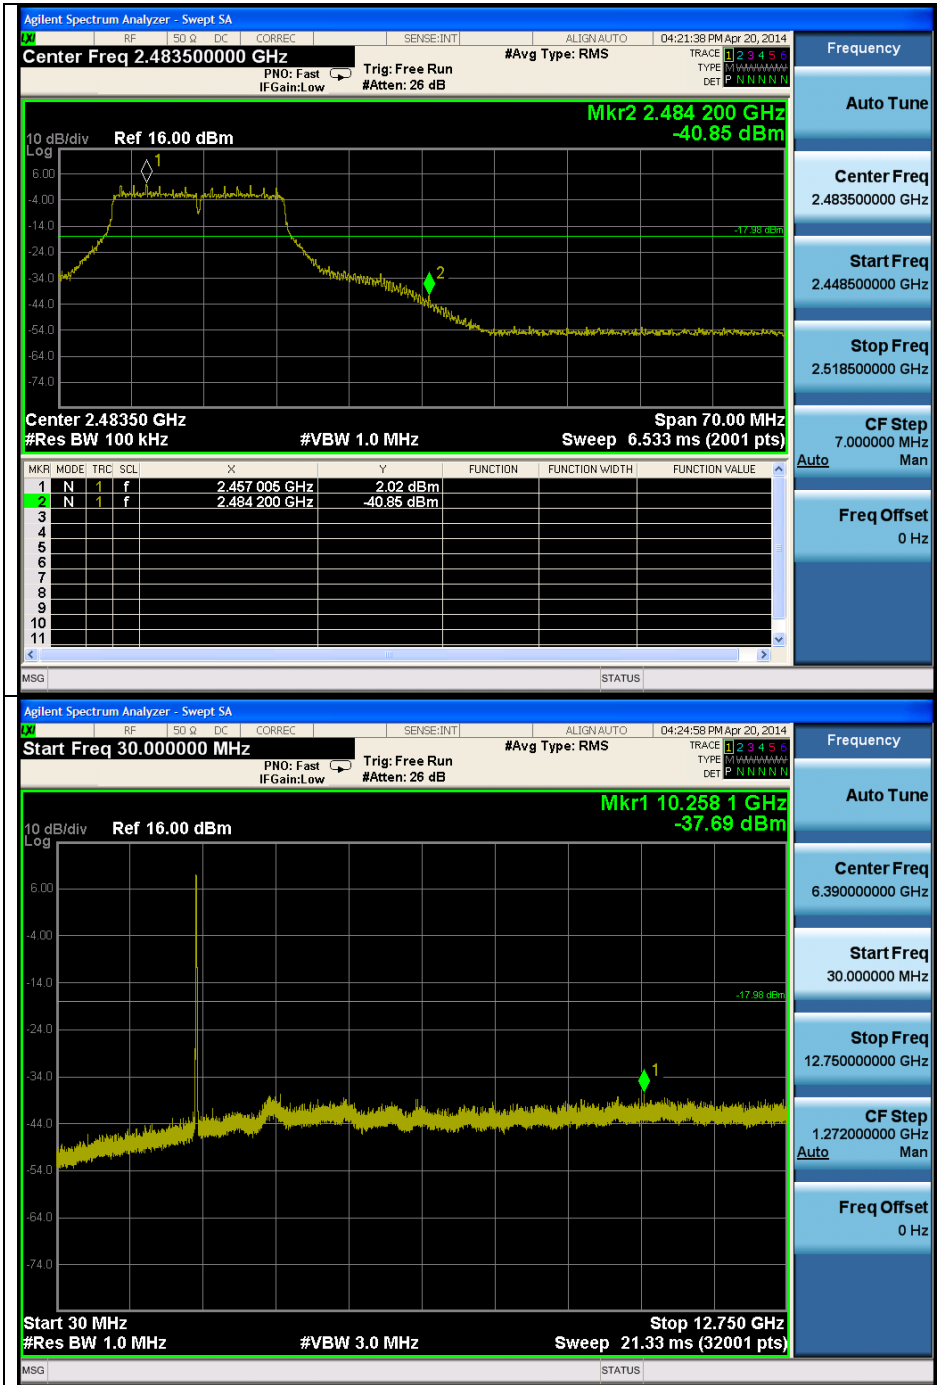 Agilent Spectrum Analyzer - Swept SA
LXI RF 50 Ω DC CORREC SENSE:INT ALIGN AUTO 04:21:38 PM Apr 20, 2014
Center Freq 2.483500000 GHz
PNO: Fast
IFGain:Low
Trig: Free Run
#Atten: 26 dB
#Avg Type: RMS
TRACE 1 2 3 4 5 6
TYPE M WWWWW
DET P N N N N N
Mkr2 2.484 200 GHz
-40.85 dBm
10 dB/div Ref 16.00 dBm
Log
1
6.00
-4.00
-14.0
-17.98 dBm
-24.0
2
-34.0
-44.0
-54.0
-64.0
-74.0
Center 2.48350 GHz Span 70.00 MHz
#Res BW 100 kHz #VBW 1.0 MHz Sweep 6.533 ms (2001 pts)
MKR MODE TRC SCL X Y FUNCTION FUNCTION WIDTH FUNCTION VALUE
1 N 1 f 2.457 005 GHz 2.02 dBm
2 N 1 f 2.484 200 GHz -40.85 dBm
3
4
5
6
7
8
9
10
11
MSG STATUS
Frequency
Auto Tune
Center Freq
2.483500000 GHz
Start Freq
2.448500000 GHz
Stop Freq
2.518500000 GHz
CF Step
7.000000 MHz
Auto Man
Freq Offset
0 Hz
Agilent Spectrum Analyzer - Swept SA
LXI RF 50 Ω DC CORREC SENSE:INT ALIGN AUTO 04:24:58 PM Apr 20, 2014
Start Freq 30.000000 MHz
PNO: Fast
IFGain:Low
Trig: Free Run
#Atten: 26 dB
#Avg Type: RMS
TRACE 1 2 3 4 5 6
TYPE M WWWWW
DET P N N N N N
Mkr1 10.258 1 GHz
-37.69 dBm
10 dB/div Ref 16.00 dBm
Log
6.00
-4.00
-14.0
-17.98 dBm
-24.0
-34.0
1
-44.0
-54.0
-64.0
-74.0
Start 30 MHz Stop 12.750 GHz
#Res BW 1.0 MHz #VBW 3.0 MHz Sweep 21.33 ms (32001 pts)
MSG STATUS
Frequency
Auto Tune
Center Freq
6.390000000 GHz
Start Freq
30.000000 MHz
Stop Freq
12.750000000 GHz
CF Step
1.272000000 GHz
Auto Man
Freq Offset
0 Hz